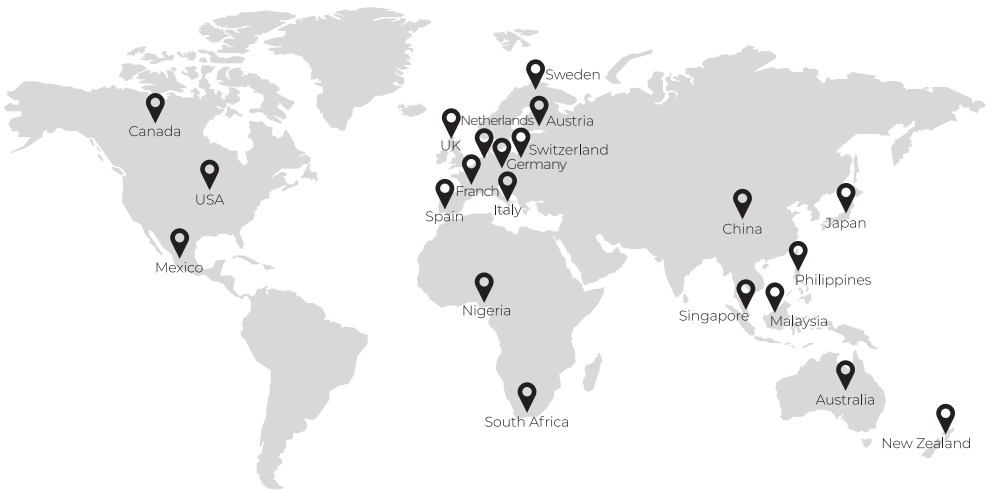 Sweden
Canada
Netherlands
Austria
UK
Switzerland
Germany
USA
Franch
Italy
Spain
China
Japan
Mexico
Philippines
Nigeria
Singapore
Malaysia
Australia
South Africa
New Zealand